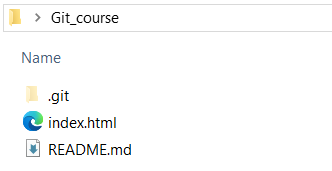 Git_course
Name
.git
index.html
README.md